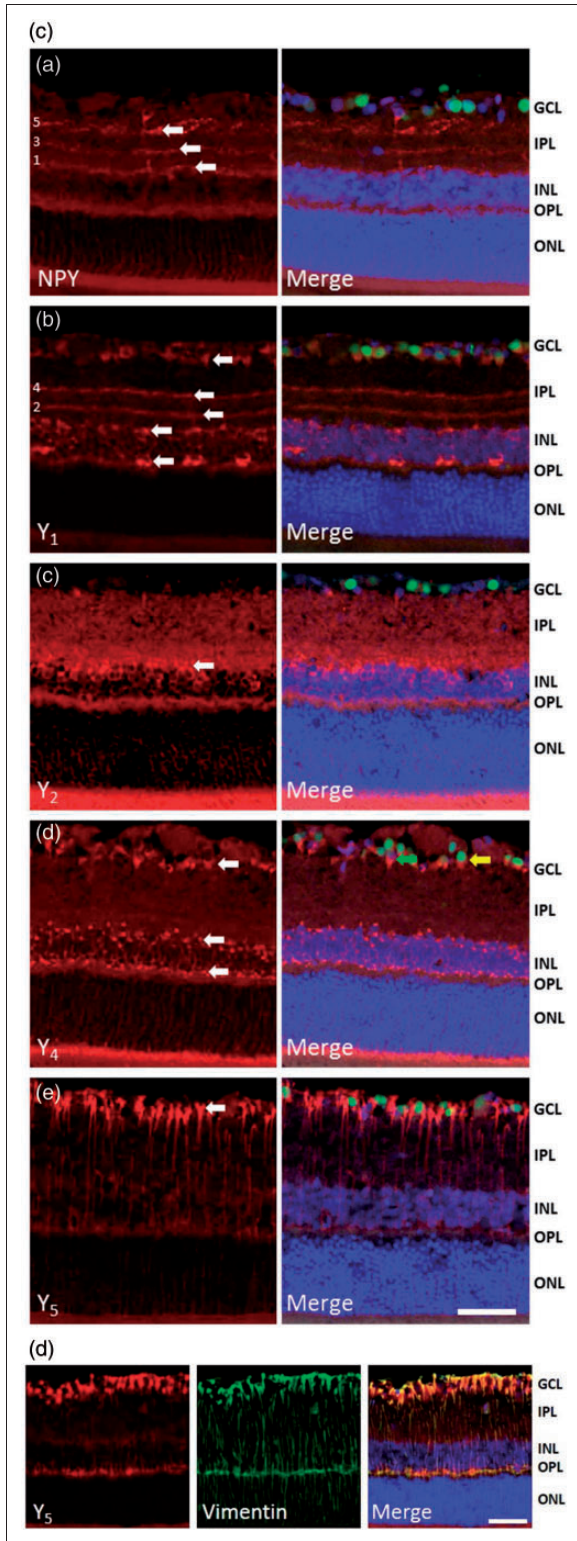 (c)
(a)
5
3
1
NPY
Merge
GCL
IPL
INL
OPL
ONL
(b)
4
2
Y1
Merge
GCL
IPL
INL
OPL
ONL
(c)
Y2
Merge
GCL
IPL
INL
OPL
ONL
(d)
Y4
Merge
GCL
IPL
INL
OPL
ONL
(e)
Y5
Merge
GCL
IPL
INL
OPL
ONL
(d)
Y5
Vimentin
Merge
GCL
IPL
INL
OPL
ONL